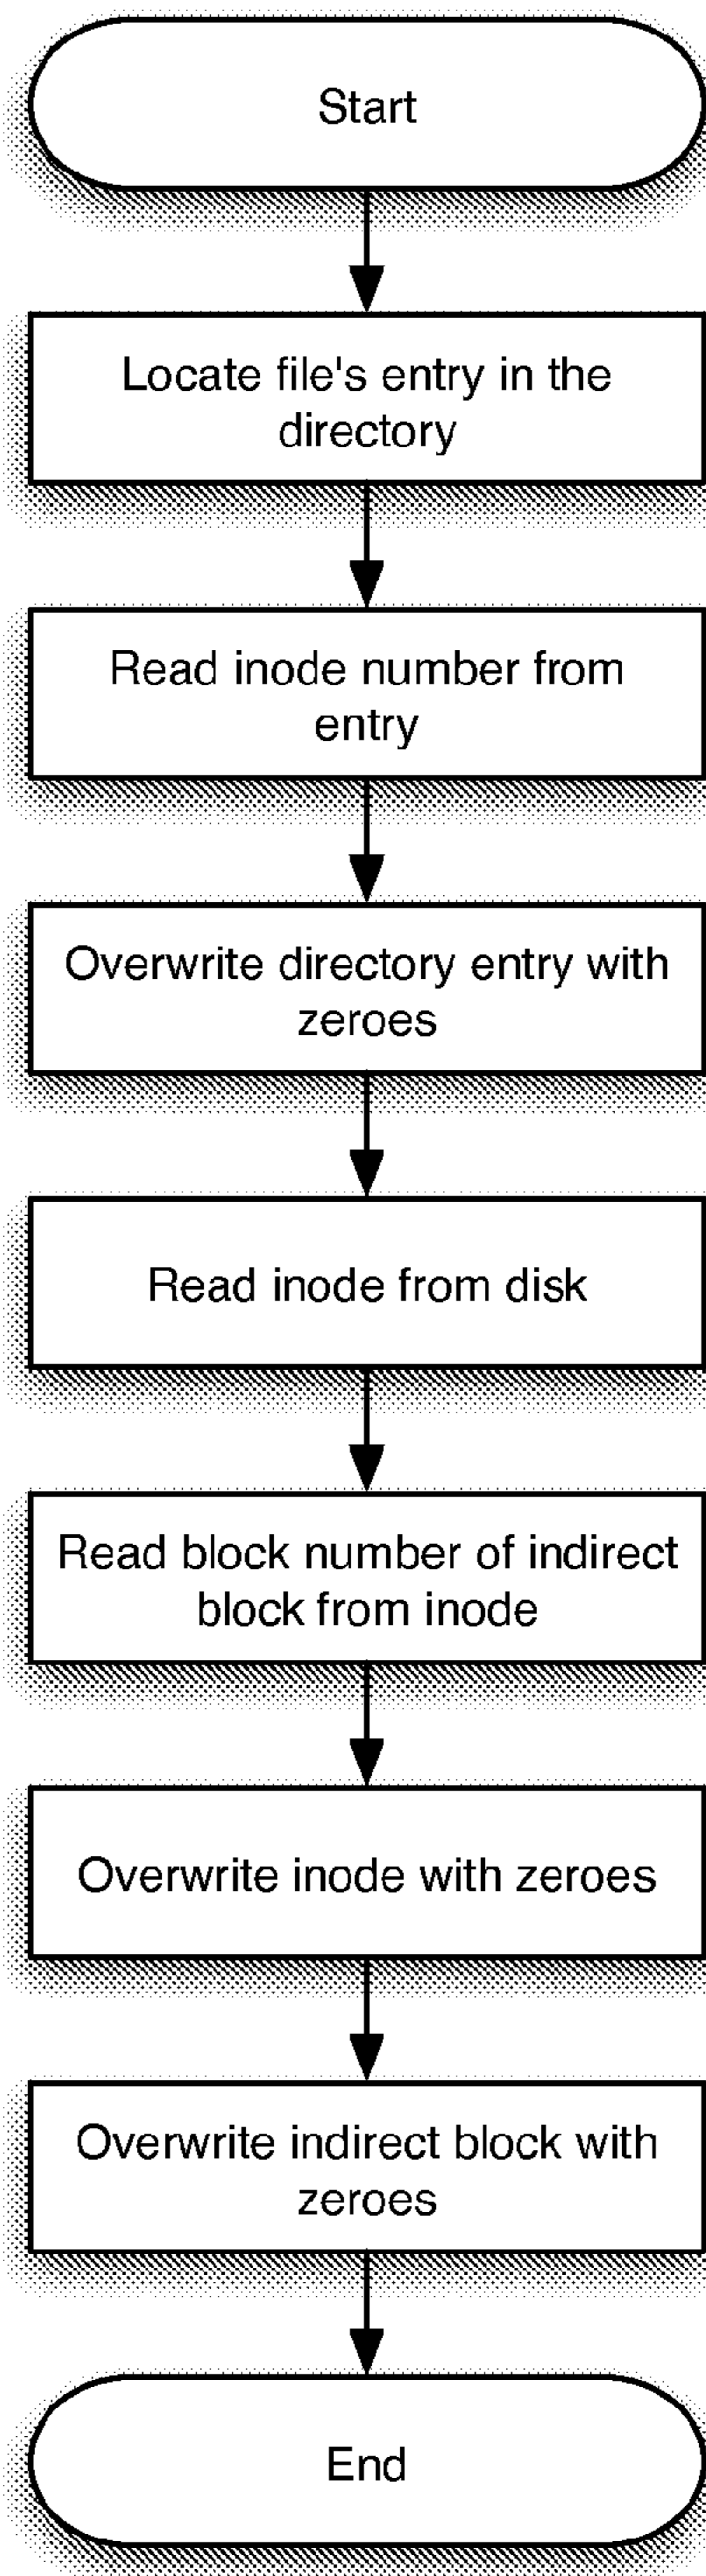 Start
Locate file's entry in the
directory
Read inode number from
entry
Overwrite directory entry with
zeroes
Read inode from disk
Read block number of indirect
block from inode
Overwrite inode with zeroes
Overwrite indirect block with
zeroes
End